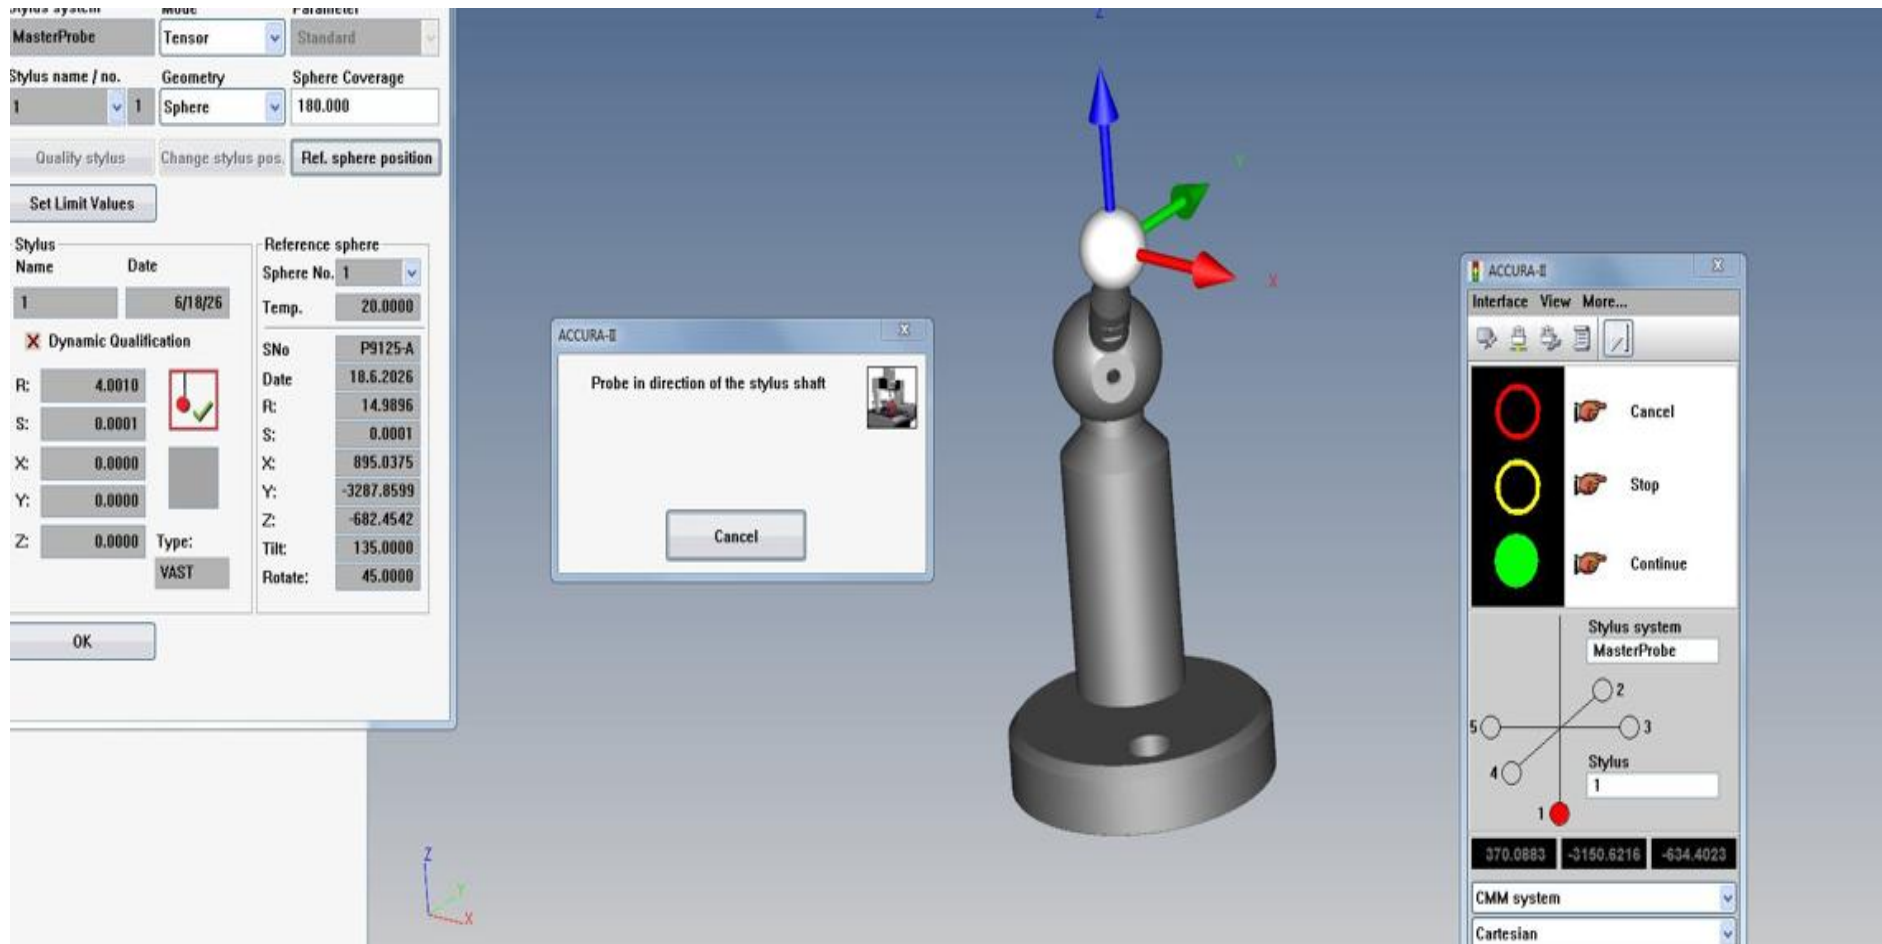 Stylus system Mode Parameter
MasterProbe Tensor Standard
Stylus name / no. Geometry Sphere Coverage
1 1 Sphere 180.000
Qualify stylus Change stylus pos. Ref. sphere position
Set Limit Values
Stylus
Name Date
1 6/18/26
Dynamic Qualification
R: 4.0010
S: 0.0001
X: 0.0000
Y: 0.0000
Z: 0.0000 Type:
VAST
OK
Reference sphere
Sphere No. 1
Temp. 20.0000
SNo P9125-A
Date 18.6.2026
R: 14.9896
S: 0.0001
X: 895.0375
Y: -3287.8599
Z: -682.4542
Tilt: 135.0000
Rotate: 45.0000
ACCURA-II
Probe in direction of the stylus shaft
Cancel
Z
Y
X
Z
Y
X
ACCURA-II
Interface View More...
Cancel
Stop
Continue
Stylus system
MasterProbe
2
5 3
4
Stylus
1
1
370.0883 -3150.6216 -634.4023
CMM system
Cartesian